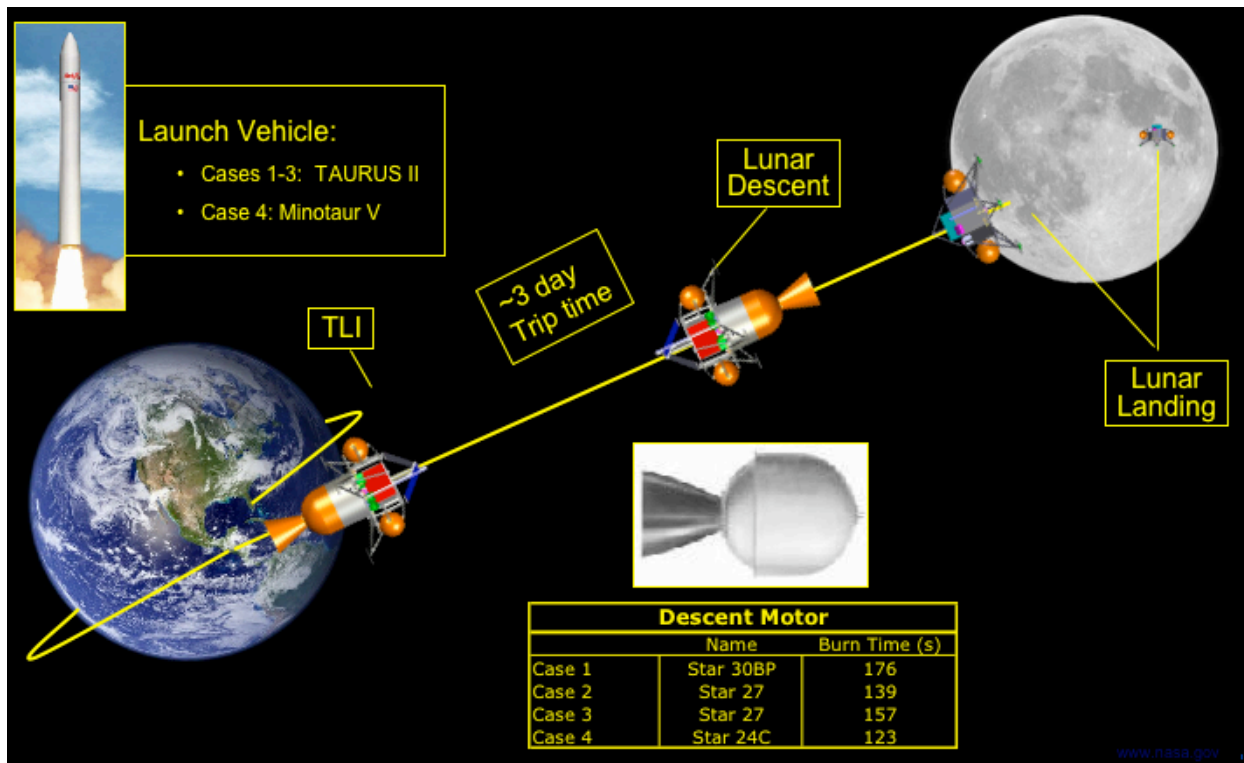 Launch Vehicle:
• Cases 1-3: TAURUS II
• Case 4: Minotaur V
Lunar
Descent
~3 day
Trip time
TLI
Lunar
Landing
Descent Motor
Name Burn Time (s)
Case 1 Star 30BP 176
Case 2 Star 27 139
Case 3 Star 27 157
Case 4 Star 24C 123
www.nasa.gov